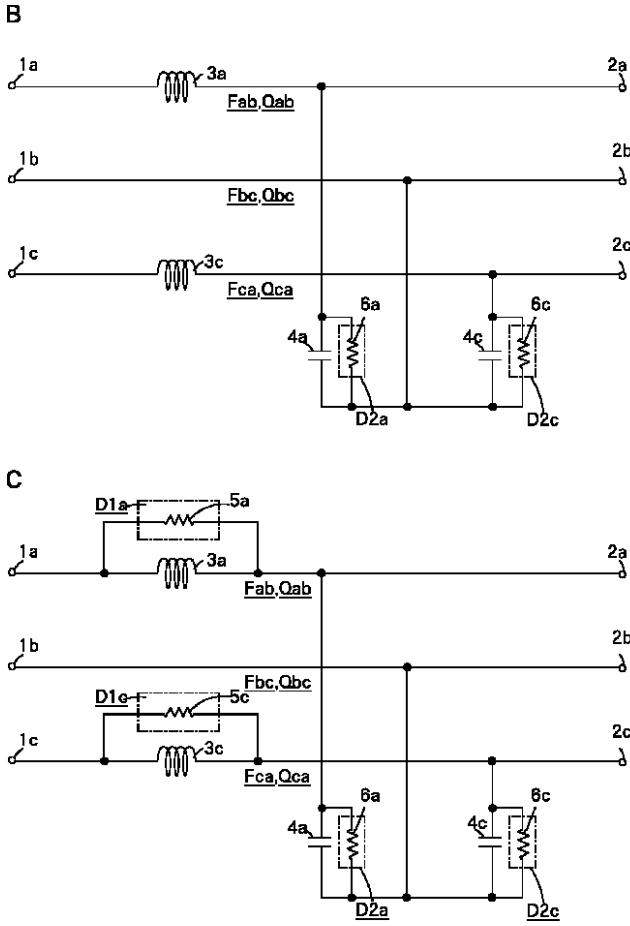 B
1a
3a
2a
Fab,Qab
1b
2b
Fbc,Qbc
1c
3c
2c
Fca,Qca
6a
6c
4a
4c
D2a
D2c
C
D1a
5a
1a
3a
2a
Fab,Qab
1b
2b
Fbc,Qbc
D1c
5c
1c
3c
2c
Fca,Qca
6a
6c
4a
4c
D2a
D2c